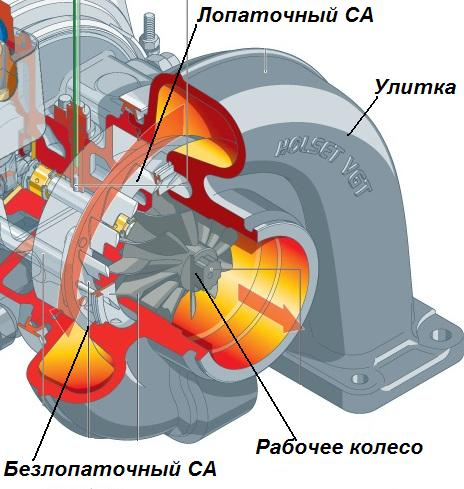 Лопаточный СА
Улитка
HOLSET VGT
Рабочее колесо
Безлопаточный СА